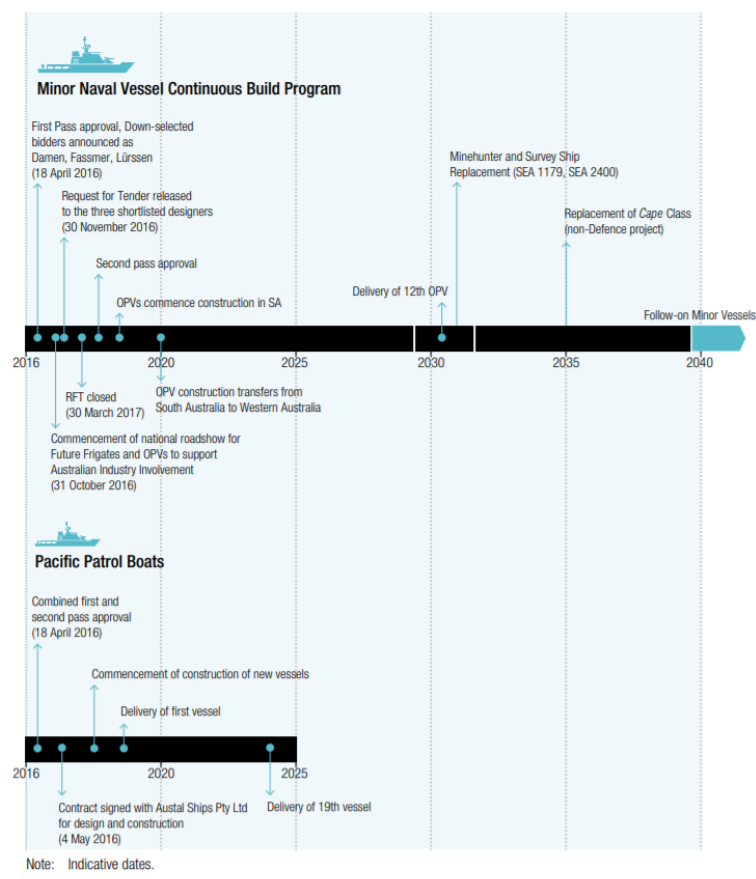 Minor Naval Vessel Continuous Build Program
First Pass approval, Down-selected
bidders announced as
Damen, Fassmer, Lürssen
(18 April 2016)
Request for Tender released
to the three shortlisted designers
(30 November 2016)
Second pass approval
OPVs commence construction in SA
Minehunter and Survey Ship
Replacement (SEA 1179, SEA 2400)
Replacement of Cape Class
(non-Defence project)
Delivery of 12th OPV
Follow-on Minor Vessels
2016 2020 2025 2030 2035 2040
RFT closed
(30 March 2017)
OPV construction transfers from
South Australia to Western Australia
Commencement of national roadshow for
Future Frigates and OPVs to support
Australian Industry Involvement
(31 October 2016)
Pacific Patrol Boats
Combined first and
second pass approval
(18 April 2016)
Commencement of construction of new vessels
Delivery of first vessel
2016 2020 2025
Contract signed with Austal Ships Pty Ltd
for design and construction
(4 May 2016)
Delivery of 19th vessel
Note: Indicative dates.